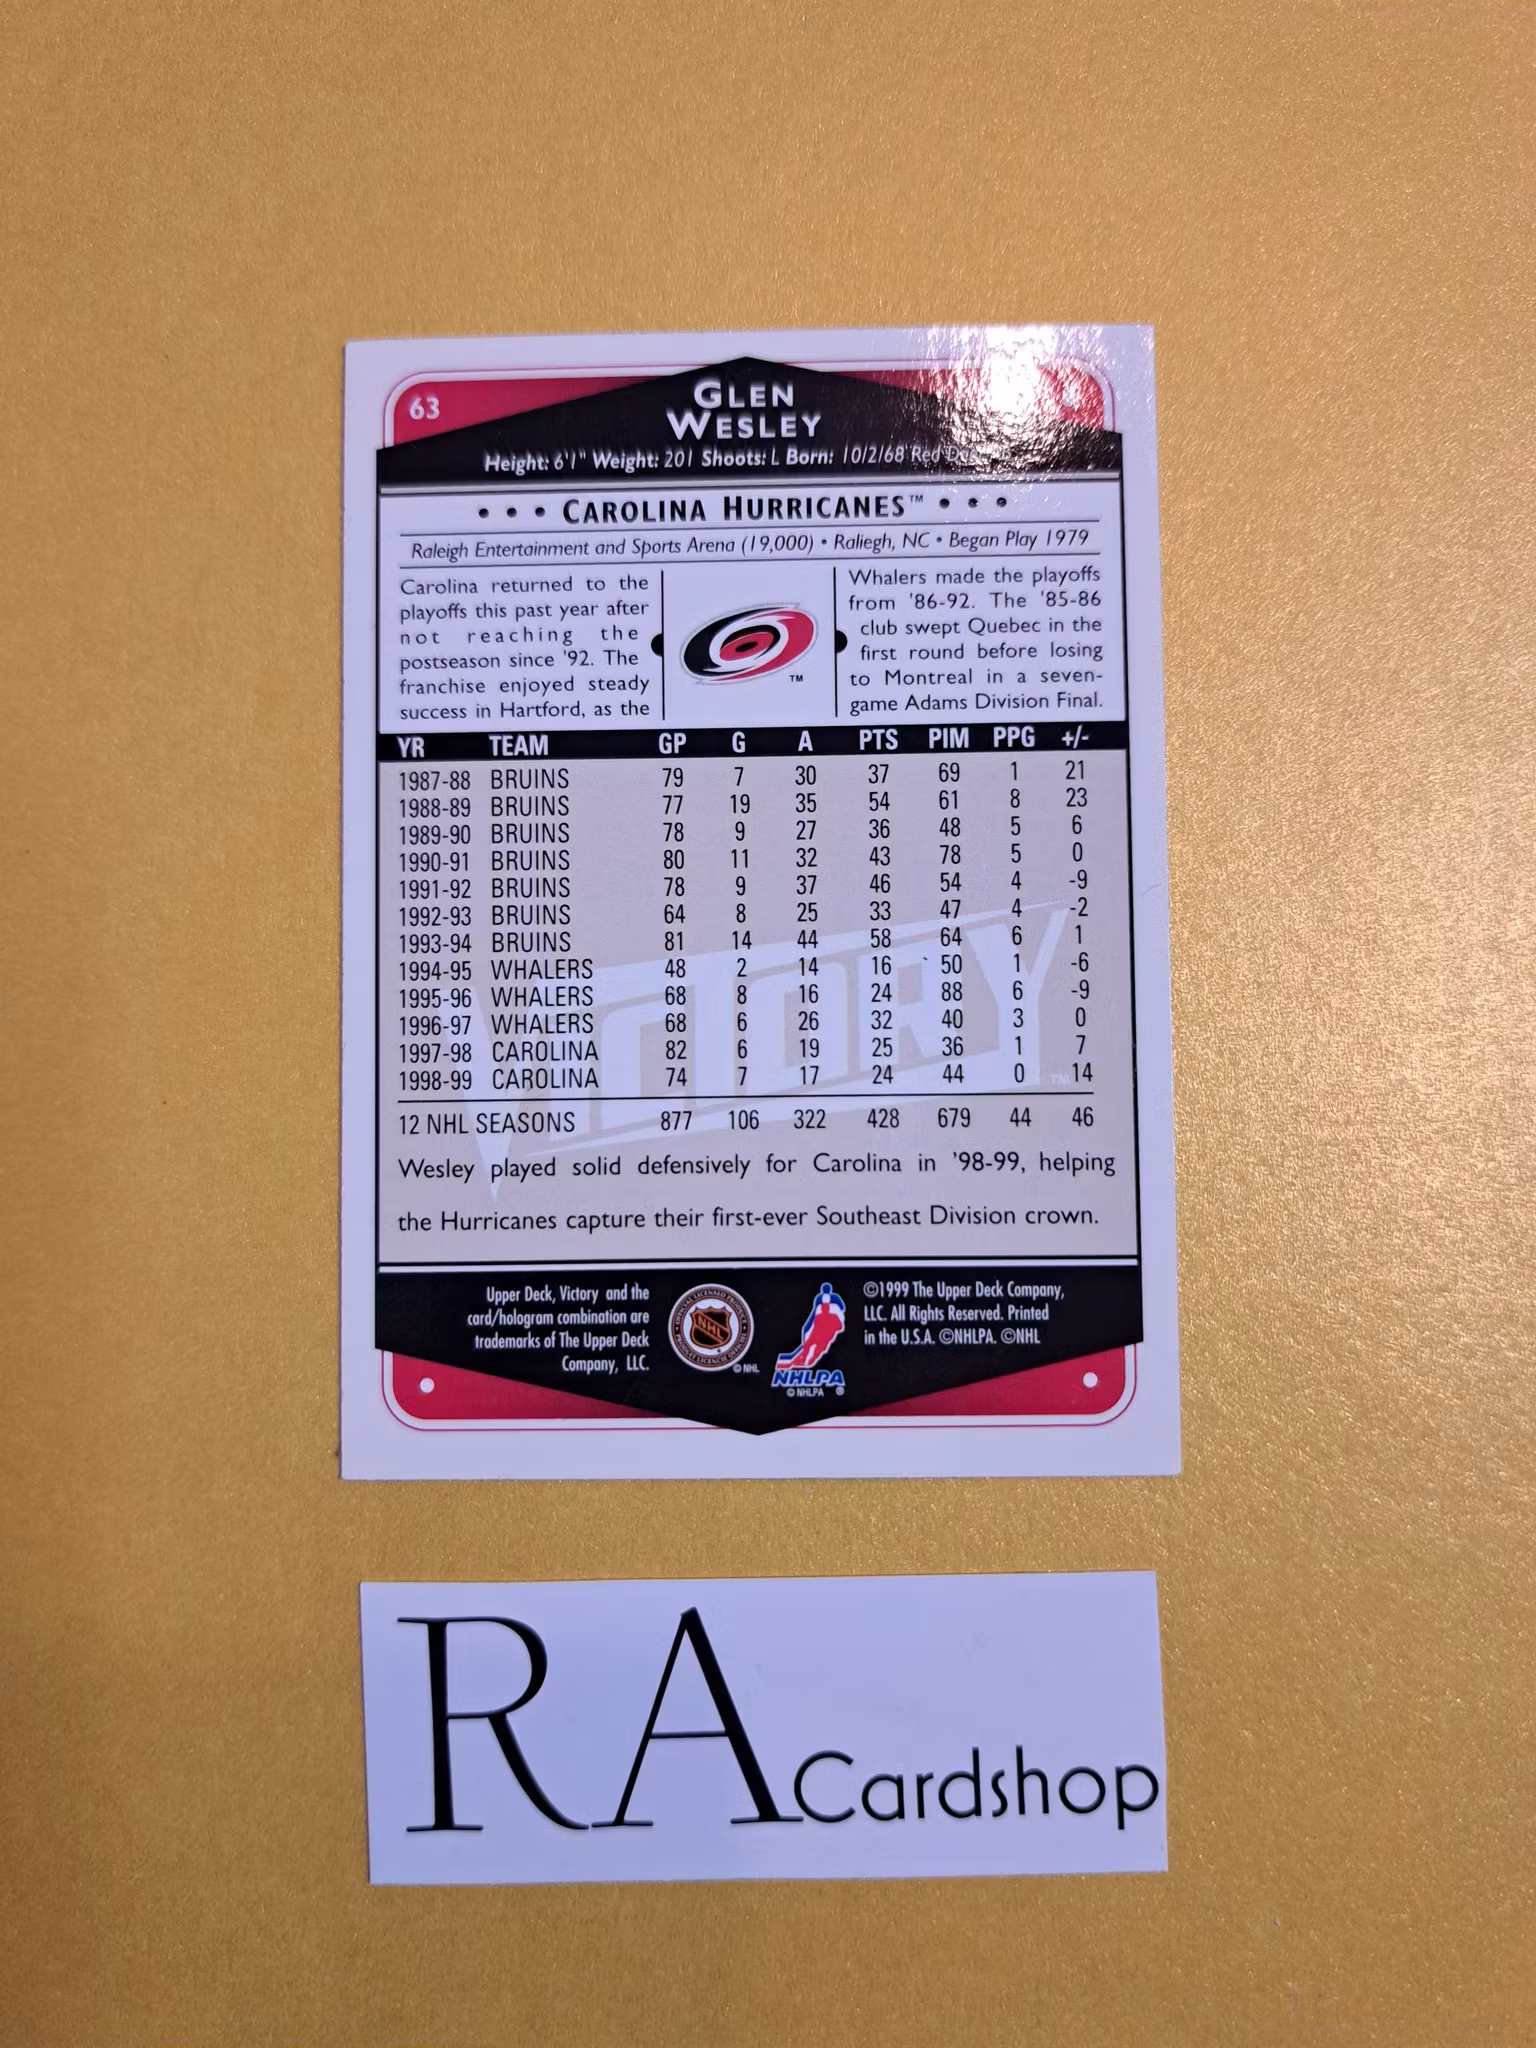 63
GLEN
WESLEY
Height: 6'1" Weight: 201 Shoots: L Born: 10/2/68 Red
• • • CAROLINA HURRICANES™ • • •
Raleigh Entertainment and Sports Arena (19,000) • Raliegh, NC • Began Play 1979
Carolina returned to the
playoffs this past year after
not reaching the
postseason since '92. The
franchise enjoyed steady
success in Hartford, as the
TM
Whalers made the playoffs
from '86-92. The '85-86
club swept Quebec in the
first round before losing
to Montreal in a seven-
game Adams Division Final.
YR TEAM GP G A PTS PIM PPG +/-
1987-88 BRUINS 79 7 30 37 69 1 21
1988-89 BRUINS 77 19 35 54 61 8 23
1989-90 BRUINS 78 9 27 36 48 5 6
1990-91 BRUINS 80 11 32 43 78 5 0
1991-92 BRUINS 78 9 37 46 54 4 -9
1992-93 BRUINS 64 8 25 33 47 4 -2
1993-94 BRUINS 81 14 44 58 64 6 1
1994-95 WHALERS 48 2 14 16 50 1 -6
1995-96 WHALERS 68 8 16 24 88 6 -9
1996-97 WHALERS 68 6 26 32 40 3 0
1997-98 CAROLINA 82 6 19 25 36 1 7
1998-99 CAROLINA 74 7 17 24 44 0 14
VICTORY™
12 NHL SEASONS 877 106 322 428 679 44 46
Wesley played solid defensively for Carolina in '98-99, helping
the Hurricanes capture their first-ever Southeast Division crown.
Upper Deck, Victory and the
card/hologram combination are
trademarks of The Upper Deck
Company, LLC.
NHL
© NHL
NHLPA
© NHLPA ®
©1999 The Upper Deck Company,
LLC. All Rights Reserved. Printed
in the U.S.A. ©NHLPA. ©NHL
RA Cardshop